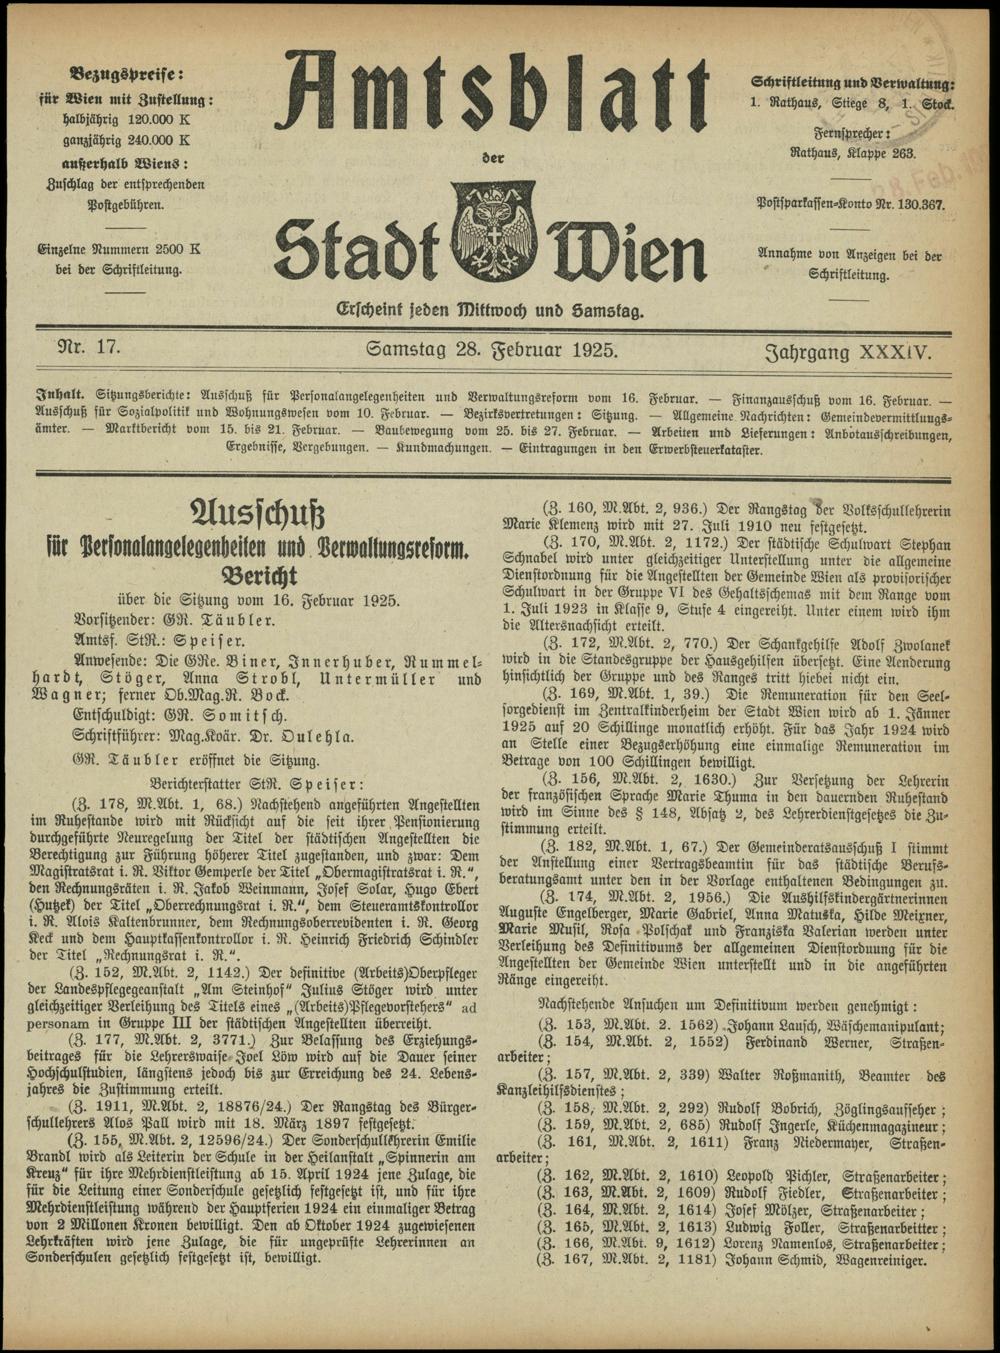 Bezugspreise:
für Wien mit Zustellung:
halbjährig 120.000 K
ganzjährig 240.000 K
außerhalb Wiens:
Zuschlag der entsprechenden
Postgebühren.
Einzelne Nummern 2500 K
bei der Schriftleitung.
Amtsblatt
der
Stadt Wien
Erscheint jeden Mittwoch und Samstag.
Schriftleitung und Verwaltung:
1. Rathaus, Stiege 8, 1. Stock.
Fernsprecher:
Rathaus, Klappe 263.
28. Feb. 19
Postsparkassen-Konto Nr. 130.367.
Annahme von Anzeigen bei der
Schriftleitung.
Nr. 17.
Samstag 28. Februar 1925.
Jahrgang XXXIV.
Inhalt. Sitzungsberichte: Ausschuß für Personalangelegenheiten und Verwaltungsreform vom 16. Februar. — Finanzausschuß vom 16. Februar. —
Ausschuß für Sozialpolitik und Wohnungswesen vom 10. Februar. — Bezirksvertretungen: Sitzung. — Allgemeine Nachrichten: Gemeindevermittlungs-
ämter. — Marktbericht vom 15. bis 21. Februar. — Baubewegung vom 25. bis 27. Februar. — Arbeiten und Lieferungen: Anbotausschreibungen,
Ergebnisse, Vergebungen. — Kundmachungen. — Eintragungen in den Erwerbsteuerkataster.
Ausschuß
für Personalangelegenheiten und Verwaltungsreform.
Bericht
über die Sitzung vom 16. Februar 1925.
Vorsitzender: GR. Täubler.
Amtsf. StR.: Speiser.
Anwesende: Die GRe. Biner, Innerhuber, Rummel-
hardt, Stöger, Anna Strobl, Untermüller und
Wagner; ferner Ob.Mag.R. Bock.
Entschuldigt: GR. Somitsch.
Schriftführer: Mag.Koär. Dr. Oulehla.
GR. Täubler eröffnet die Sitzung.
Berichterstatter StR. Speiser:
(Z. 178, M.Abt. 1, 68.) Nachstehend angeführten Angestellten
im Ruhestande wird mit Rücksicht auf die seit ihrer Pensionierung
durchgeführte Neuregelung der Titel der städtischen Angestellten die
Berechtigung zur Führung höherer Titel zugestanden, und zwar: Dem
Magistratsrat i. R. Viktor Gemperle der Titel „Obermagistratsrat i. R.“,
den Rechnungsräten i. R. Jakob Weinmann, Josef Solar, Hugo Ebert
(Hutzek) der Titel „Oberrechnungsrat i. R.“, dem Steueramtskontrollor
i. R. Alois Kaltenbrunner, dem Rechnungsoberrevidenten i. R. Georg
Keck und dem Hauptkassenkontrollor i. R. Heinrich Friedrich Schindler
der Titel „Rechnungsrat i. R.“.
(Z. 152, M.Abt. 2, 1142.) Der definitive (Arbeits)Oberpfleger
der Landespflegegeanstalt „Am Steinhof“ Julius Stöger wird unter
gleichzeitiger Verleihung des Titels eines „(Arbeits)Pflegevorstehers“ ad
personam in Gruppe III der städtischen Angestellten überreiht.
(Z. 177, M.Abt. 2, 3771.) Zur Belassung des Erziehungs-
beitrages für die Lehrerswaise Joel Löw wird auf die Dauer seiner
Hochschulstudien, längstens jedoch bis zur Erreichung des 24. Lebens-
jahres die Zustimmung erteilt.
(Z. 1911, M.Abt. 2, 18876/24.) Der Rangstag des Bürger-
schullehrers Alos Pall wird mit 18. März 1897 festgesetzt.
(Z. 155, M.Abt. 2, 12596/24.) Der Sonderschullehrerin Emilie
Brandl wird als Leiterin der Schule in der Heilanstalt „Spinnerin am
Kreuz“ für ihre Mehrdienstleistung ab 15. April 1924 jene Zulage, die
für die Leitung einer Sonderschule gesetzlich festgesetzt ist, und für ihre
Mehrdienstleistung während der Hauptferien 1924 ein einmaliger Betrag
von 2 Millonen Kronen bewilligt. Den ab Oktober 1924 zugewiesenen
Lehrkräften wird jene Zulage, die für ungeprüfte Lehrerinnen an
Sonderschulen gesetzlich festgesetzt ist, bewilligt.
(Z. 160, M.Abt. 2, 936.) Der Rangstag der Volksschullehrerin
Marie Klemenz wird mit 27. Juli 1910 neu festgesetzt.
(Z. 170, M.Abt. 2, 1172.) Der städtische Schulwart Stephan
Schnabel wird unter gleichzeitiger Unterstellung unter die allgemeine
Dienstordnung für die Angestellten der Gemeinde Wien als provisorischer
Schulwart in der Gruppe VI des Gehaltsschemas mit dem Range vom
1. Juli 1923 in Klasse 9, Stufe 4 eingereiht. Unter einem wird ihm
die Altersnachsicht erteilt.
(Z. 172, M.Abt. 2, 770.) Der Schankgehilfe Adolf Zwolanek
wird in die Standesgruppe der Hausgehilfen übersetzt. Eine Aenderung
hinsichtlich der Gruppe und des Ranges tritt hiebei nicht ein.
(Z. 169, M.Abt. 1, 39.) Die Remuneration für den Seel-
sorgedienst im Zentralkinderheim der Stadt Wien wird ab 1. Jänner
1925 auf 20 Schillinge monatlich erhöht. Für das Jahr 1924 wird
an Stelle einer Bezugserhöhung eine einmalige Remuneration im
Betrage von 100 Schillingen bewilligt.
(Z. 156, M.Abt. 2, 1630.) Zur Versetzung der Lehrerin
der französischen Sprache Marie Thuma in den dauernden Ruhestand
wird im Sinne des § 148, Absatz 2, des Lehrerdienstgesetzes die Zu-
stimmung erteilt.
(Z. 182, M.Abt. 1, 67.) Der Gemeinderatsausschuß I stimmt
der Anstellung einer Vertragsbeamtin für das städtische Berufs-
beratungsamt unter den in der Vorlage enthaltenen Bedingungen zu.
(Z. 174, M.Abt. 2, 1956.) Die Aushilfskindergärtnerinnen
Auguste Engelberger, Marie Gabriel, Anna Matuska, Hilde Meixner,
Marie Musil, Rosa Polschak und Franziska Valerian werden unter
Verleihung des Definitivums der allgemeinen Dienstordnung für die
Angestellten der Gemeinde Wien unterstellt und in die angeführten
Ränge eingereiht.
Nachstehende Ansuchen um Definitivum werden genehmigt:
(Z. 153, M.Abt. 2. 1562) Johann Lausch, Wäschemanipulant;
(Z. 154, M.Abt. 2, 1552) Ferdinand Werner, Straßen-
arbeiter;
(Z. 157, M.Abt. 2, 339) Walter Roßmanith, Beamter des
Kanzleihilfsdienstes;
(Z. 158, M.Abt. 2, 292) Rudolf Bobrich, Zöglingsaufseher;
(Z. 159, M.Abt. 2, 685) Rudolf Ingerle, Küchenmagazineur;
(Z. 161, M.Abt. 2, 1611) Franz Niedermayer, Straßen-
arbeiter;
(Z. 162, M.Abt. 2, 1610) Leopold Pichler, Straßenarbeiter;
(Z. 163, M.Abt. 2, 1609) Rudolf Fiedler, Straßenarbeiter;
(Z. 164, M.Abt. 2, 1614) Josef Mölzer, Straßenarbeiter;
(Z. 165, M.Abt. 2, 1613) Ludwig Foller, Straßenarbeitter;
(Z. 166, M.Abt. 9, 1612) Lorenz Namenlos, Straßenarbeiter;
(Z. 167, M.Abt. 2, 1181) Johann Schmid, Wagenreiniger.